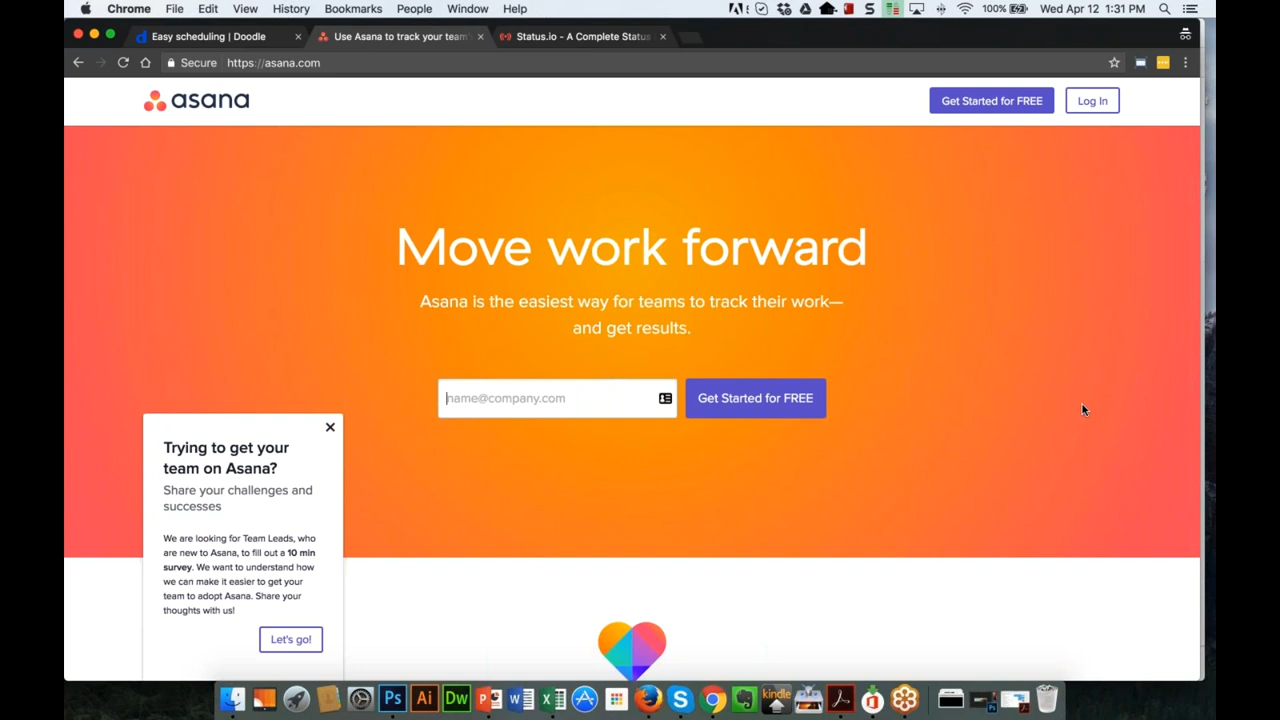 Chrome File Edit View History Bookmarks People Window Help 100% Wed Apr 12 1:31 PM
Easy scheduling | Doodle Use Asana to track your team' Status.io - A Complete Status
Secure https://asana.com
asana Get Started for FREE Log In
Move work forward
Asana is the easiest way for teams to track their work—
and get results.
name@company.com Get Started for FREE
Trying to get your
team on Asana?
Share your challenges and
successes
We are looking for Team Leads, who
are new to Asana, to fill out a 10 min
survey. We want to understand how
we can make it easier to get your
team to adopt Asana. Share your
thoughts with us!
Let's go!
Ps Ai Dw kindle